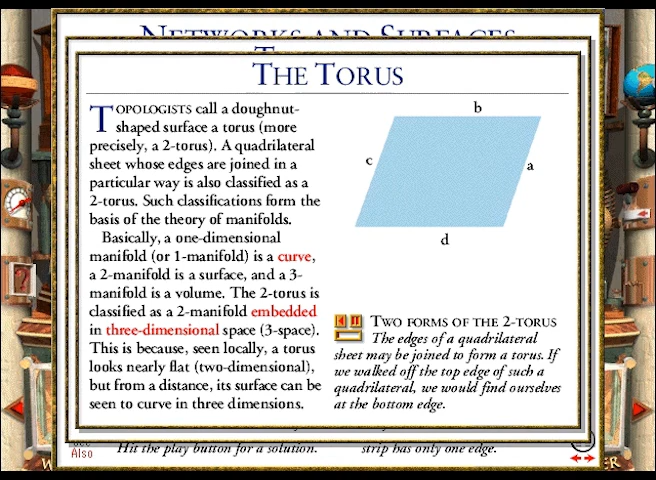 NETWORKS AND SURFACES
THE TORUS
TOPOLOGISTS call a doughnut-
shaped surface a torus (more
precisely, a 2-torus). A quadrilateral
sheet whose edges are joined in a
particular way is also classified as a
2-torus. Such classifications form the
basis of the theory of manifolds.
Basically, a one-dimensional
manifold (or 1-manifold) is a curve,
a 2-manifold is a surface, and a 3-
manifold is a volume. The 2-torus is
classified as a 2-manifold embedded
in three-dimensional space (3-space).
This is because, seen locally, a torus
looks nearly flat (two-dimensional),
but from a distance, its surface can be
seen to curve in three dimensions.
b
c
a
d
TWO FORMS OF THE 2-TORUS
The edges of a quadrilateral
sheet may be joined to form a torus. If
we walked off the top edge of such a
quadrilateral, we would find ourselves
at the bottom edge.
See
Also
Hit the play button for a solution.
strip has only one edge.